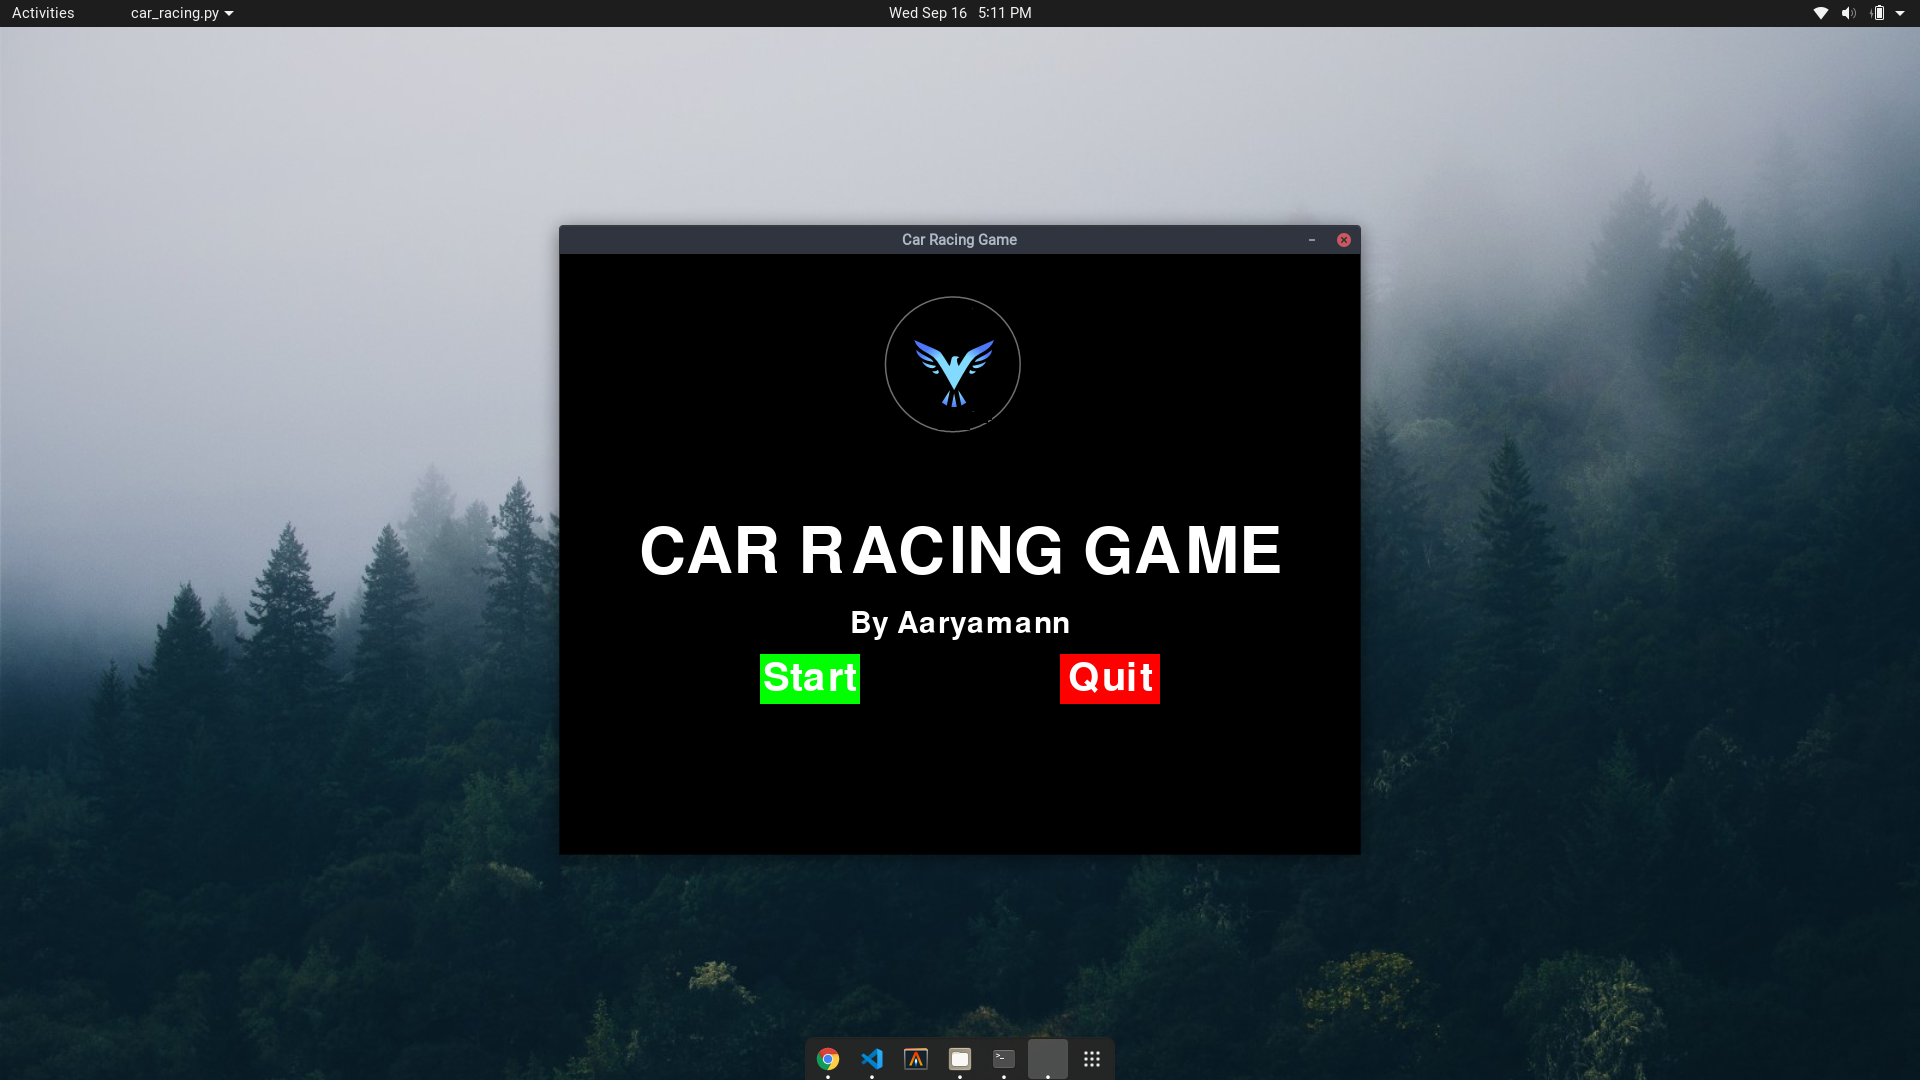 Activities car_racing.py Wed Sep 16 5:11 PM
Car Racing Game
CAR RACING GAME
By Aaryamann
Start Quit